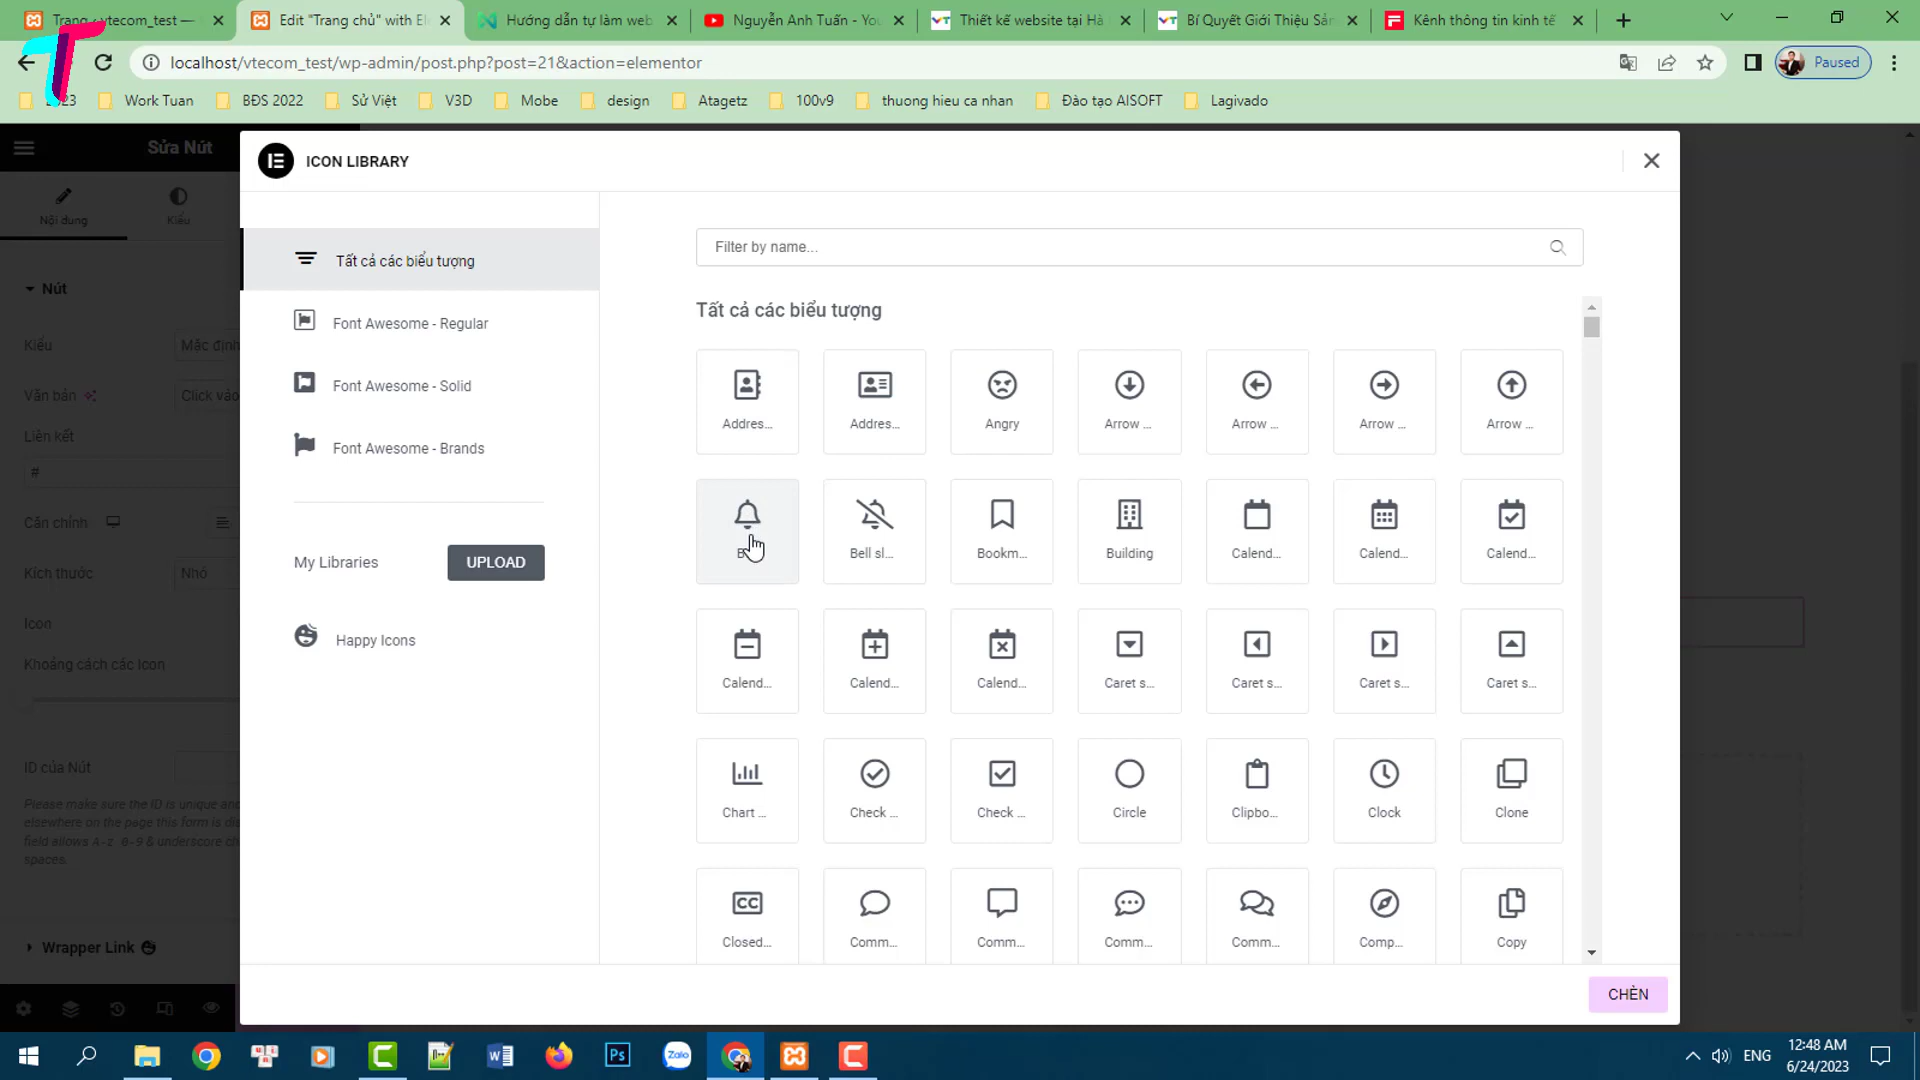 Trang ‹ vtecom_test —
Edit "Trang chủ" with El
Hướng dẫn tự làm web
Nguyễn Anh Tuấn - You
Thiết kế website tại Hà
Bí Quyết Giới Thiệu Sản
Kênh thông tin kinh tế
localhost/vtecom_test/wp-admin/post.php?post=21&action=elementor
Paused
2023
Work Tuan
BĐS 2022
Sử Việt
V3D
Mobe
design
Atagetz
100v9
thuong hieu ca nhan
Đào tạo AISOFT
Lagivado
Sửa Nút
Nội dung
Kiểu
Nút
Kiểu
Mặc định
Văn bản
Click vào
Liên kết
#
Căn chỉnh
Kích thước
Nhỏ
Icon
Khoảng cách các Icon
ID của Nút
Please make sure the ID is unique and
elsewhere on the page this form is dis
field allows A-z 0-9 & underscore ch
spaces.
Wrapper Link
ICON LIBRARY
Tất cả các biểu tượng
Font Awesome - Regular
Font Awesome - Solid
Font Awesome - Brands
My Libraries
UPLOAD
Happy Icons
Filter by name...
Tất cả các biểu tượng
Addres...
Addres...
Angry
Arrow ...
Arrow ...
Arrow ...
Arrow ...
Bell sl...
Bookm...
Building
Calend...
Calend...
Calend...
Calend...
Calend...
Calend...
Caret s...
Caret s...
Caret s...
Caret s...
Chart ...
Check ...
Check ...
Circle
Clipbo...
Clock
Clone
CC
Closed...
Comm...
Comm...
Comm...
Comm...
Comp...
Copy
CHÈN
Ps
Zalo
ENG
12:48 AM
6/24/2023